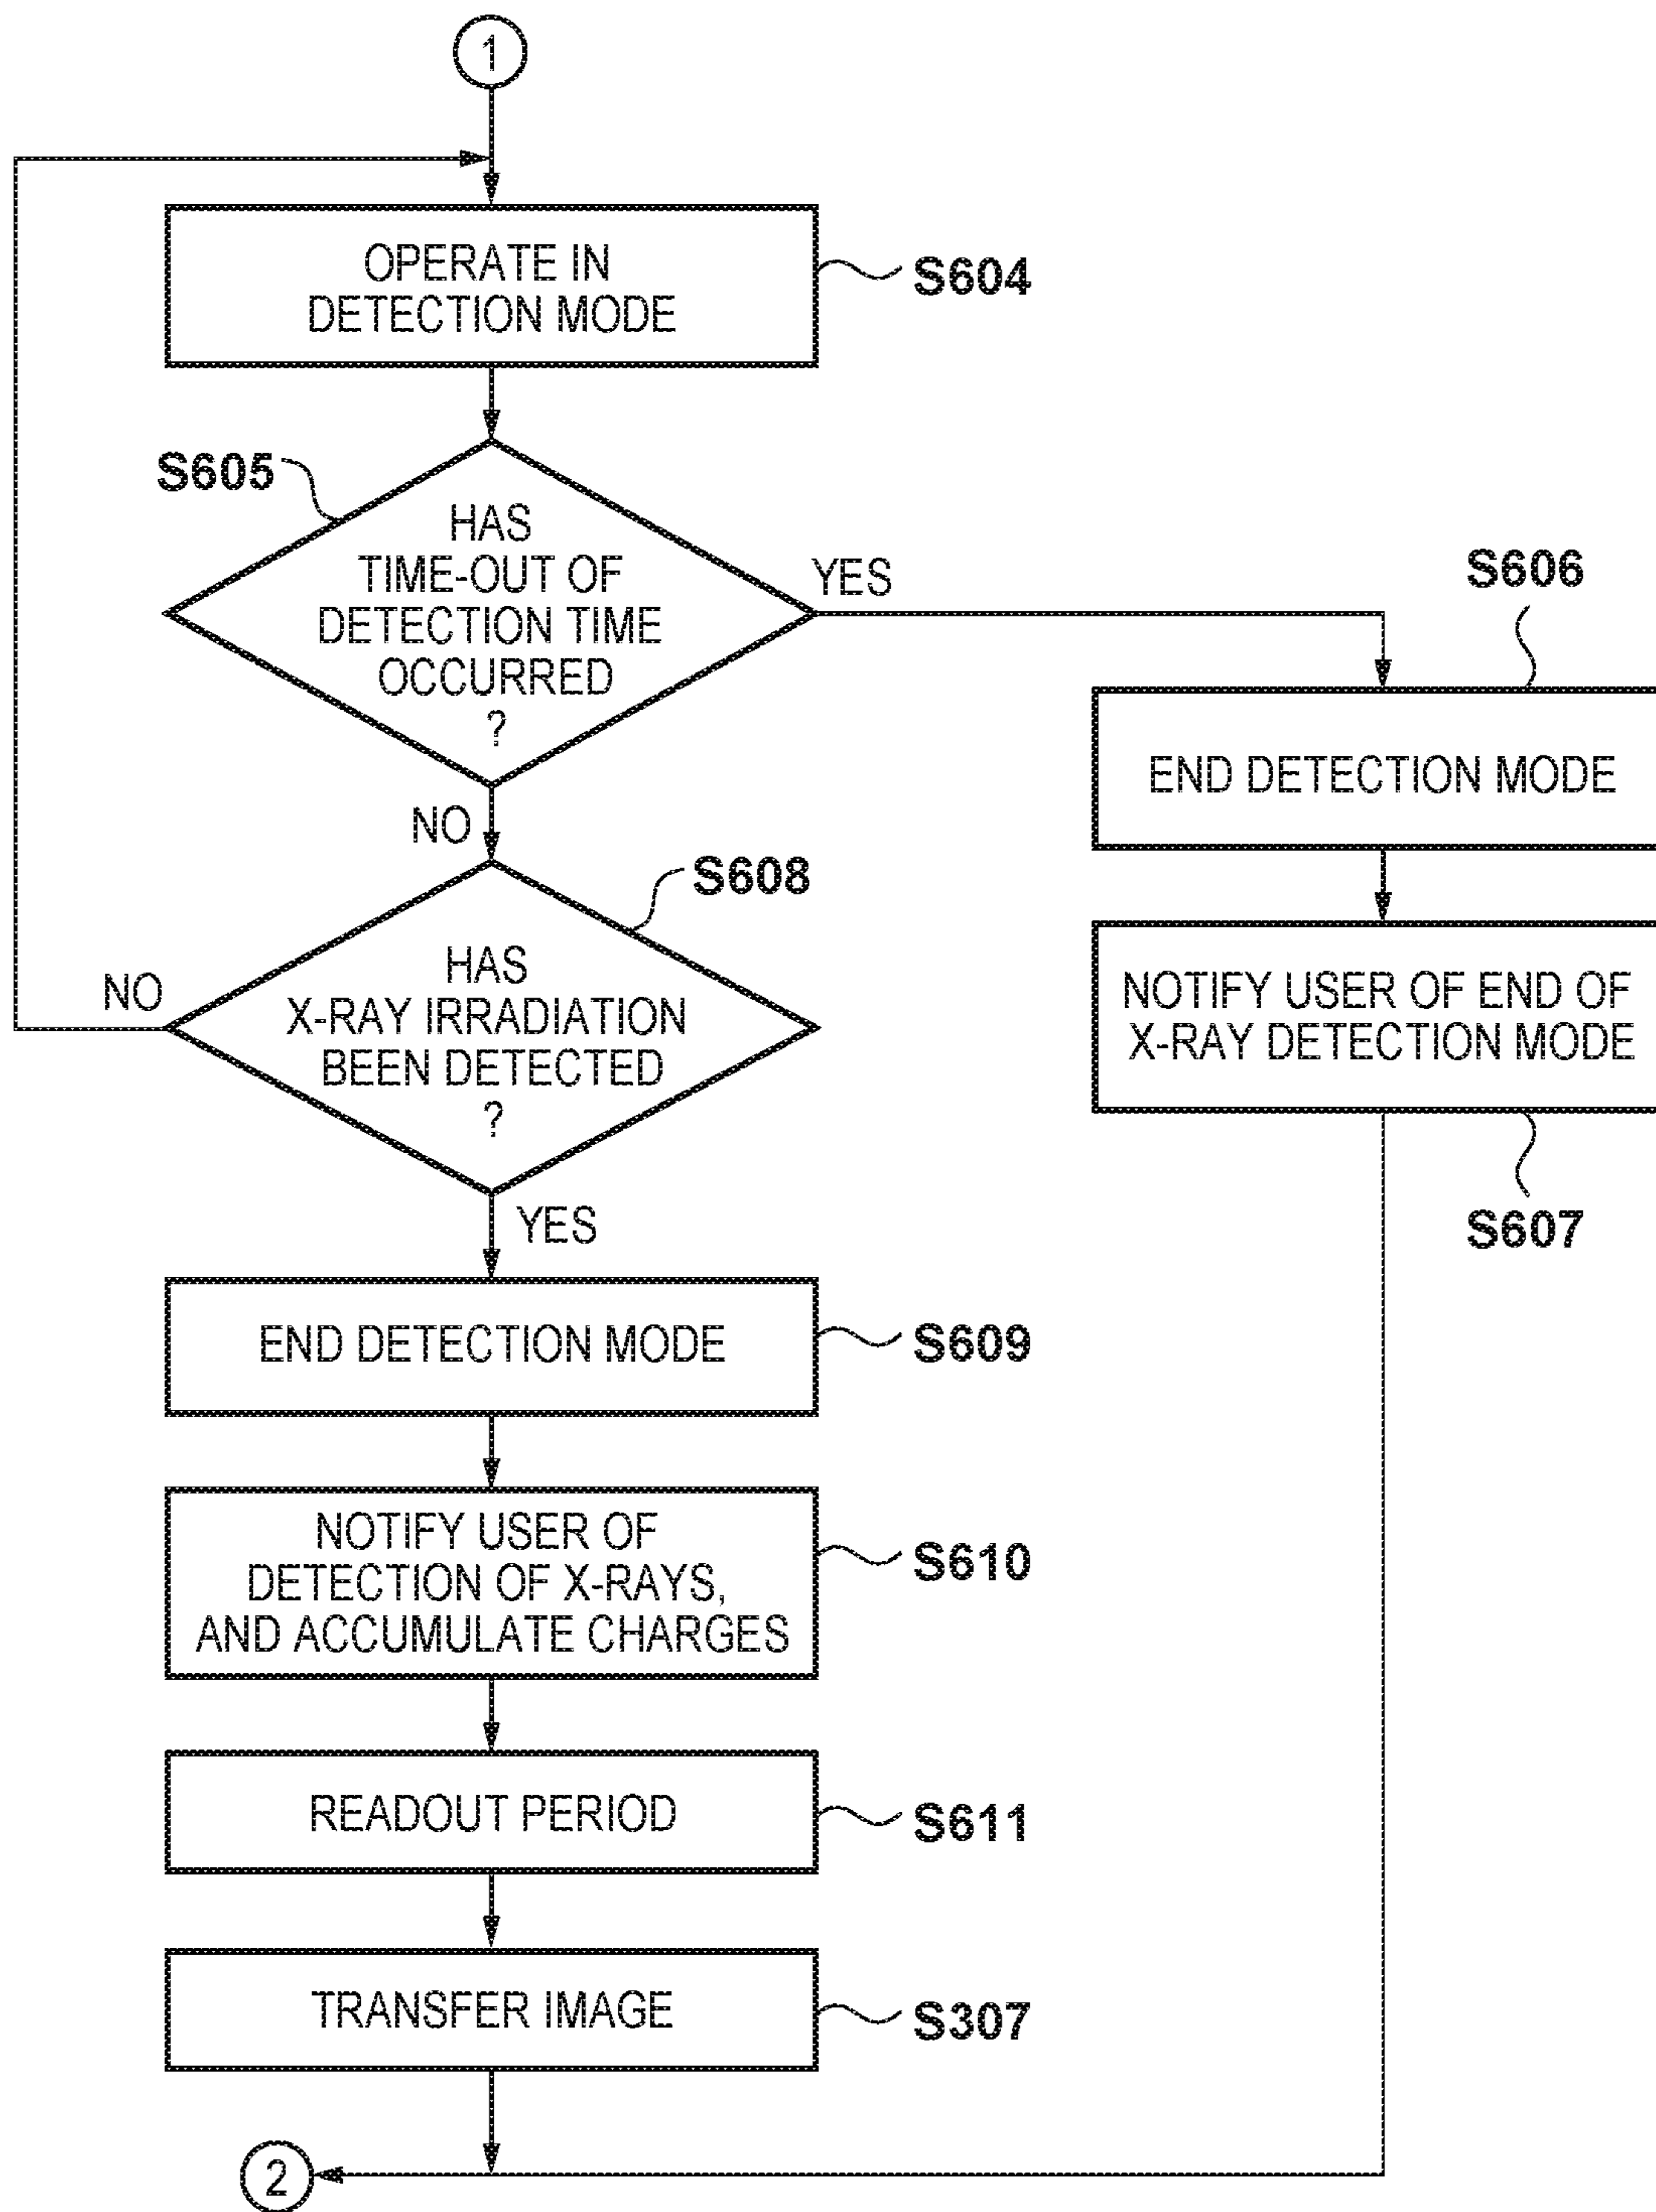 1
OPERATE IN
DETECTION MODE
S604
S605
HAS
TIME-OUT OF
DETECTION TIME
OCCURRED
?
YES
NO
S606
END DETECTION MODE
NOTIFY USER OF END OF
X-RAY DETECTION MODE
S607
S608
HAS
X-RAY IRRADIATION
BEEN DETECTED
?
NO
YES
END DETECTION MODE
S609
NOTIFY USER OF
DETECTION OF X-RAYS,
AND ACCUMULATE CHARGES
S610
READOUT PERIOD
S611
TRANSFER IMAGE
S307
2